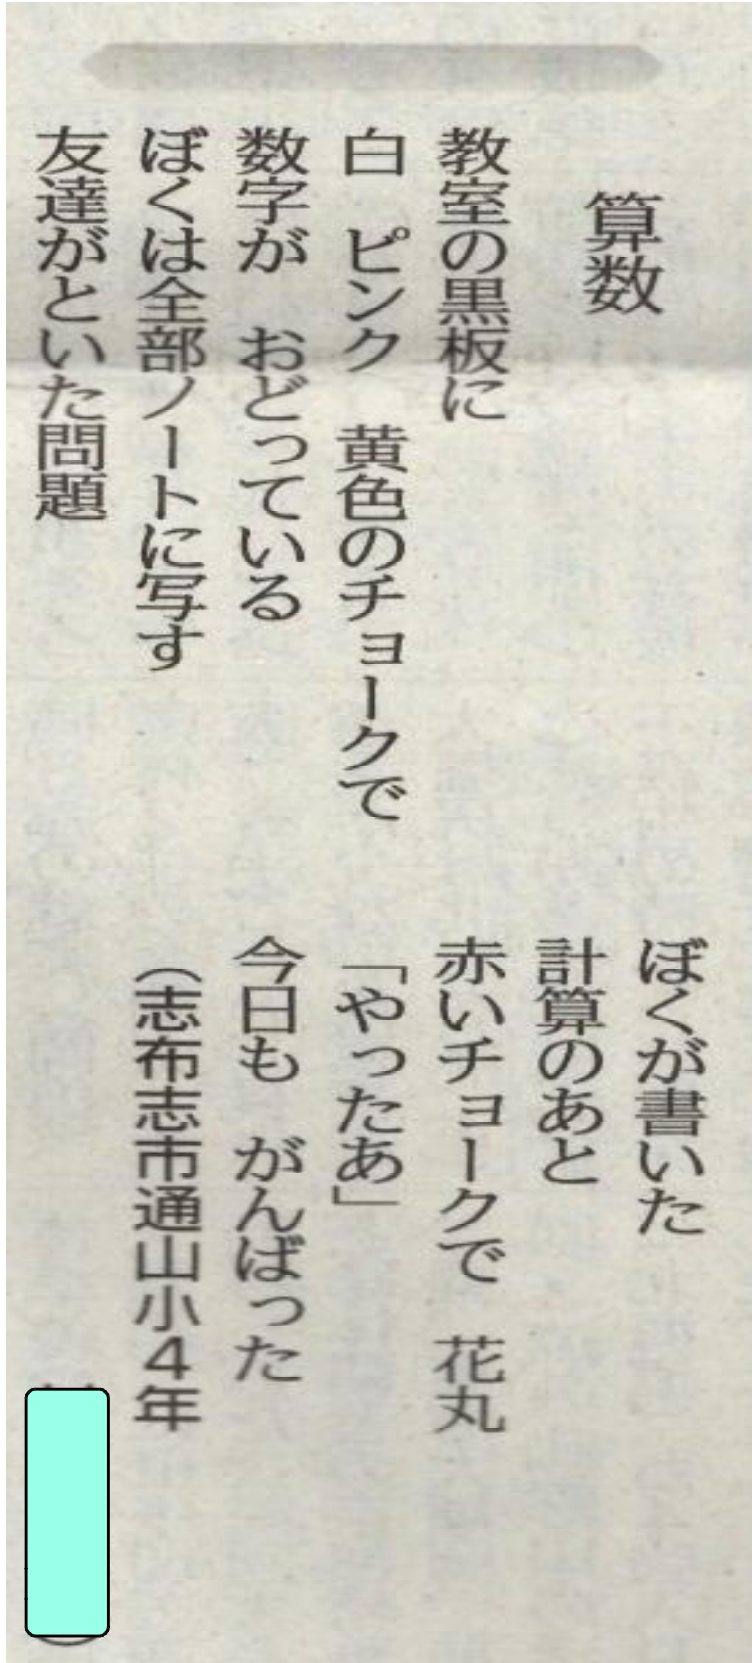 算数
教室の黒板に
白　ピンク　黄色のチョークで
数字が　おどっている
ぼくは全部ノートに写す
友達がといた問題
ぼくが書いた
計算のあと
赤いチョークで　花丸
「やったあ」
今日も　がんばった
（志布志市通山小４年